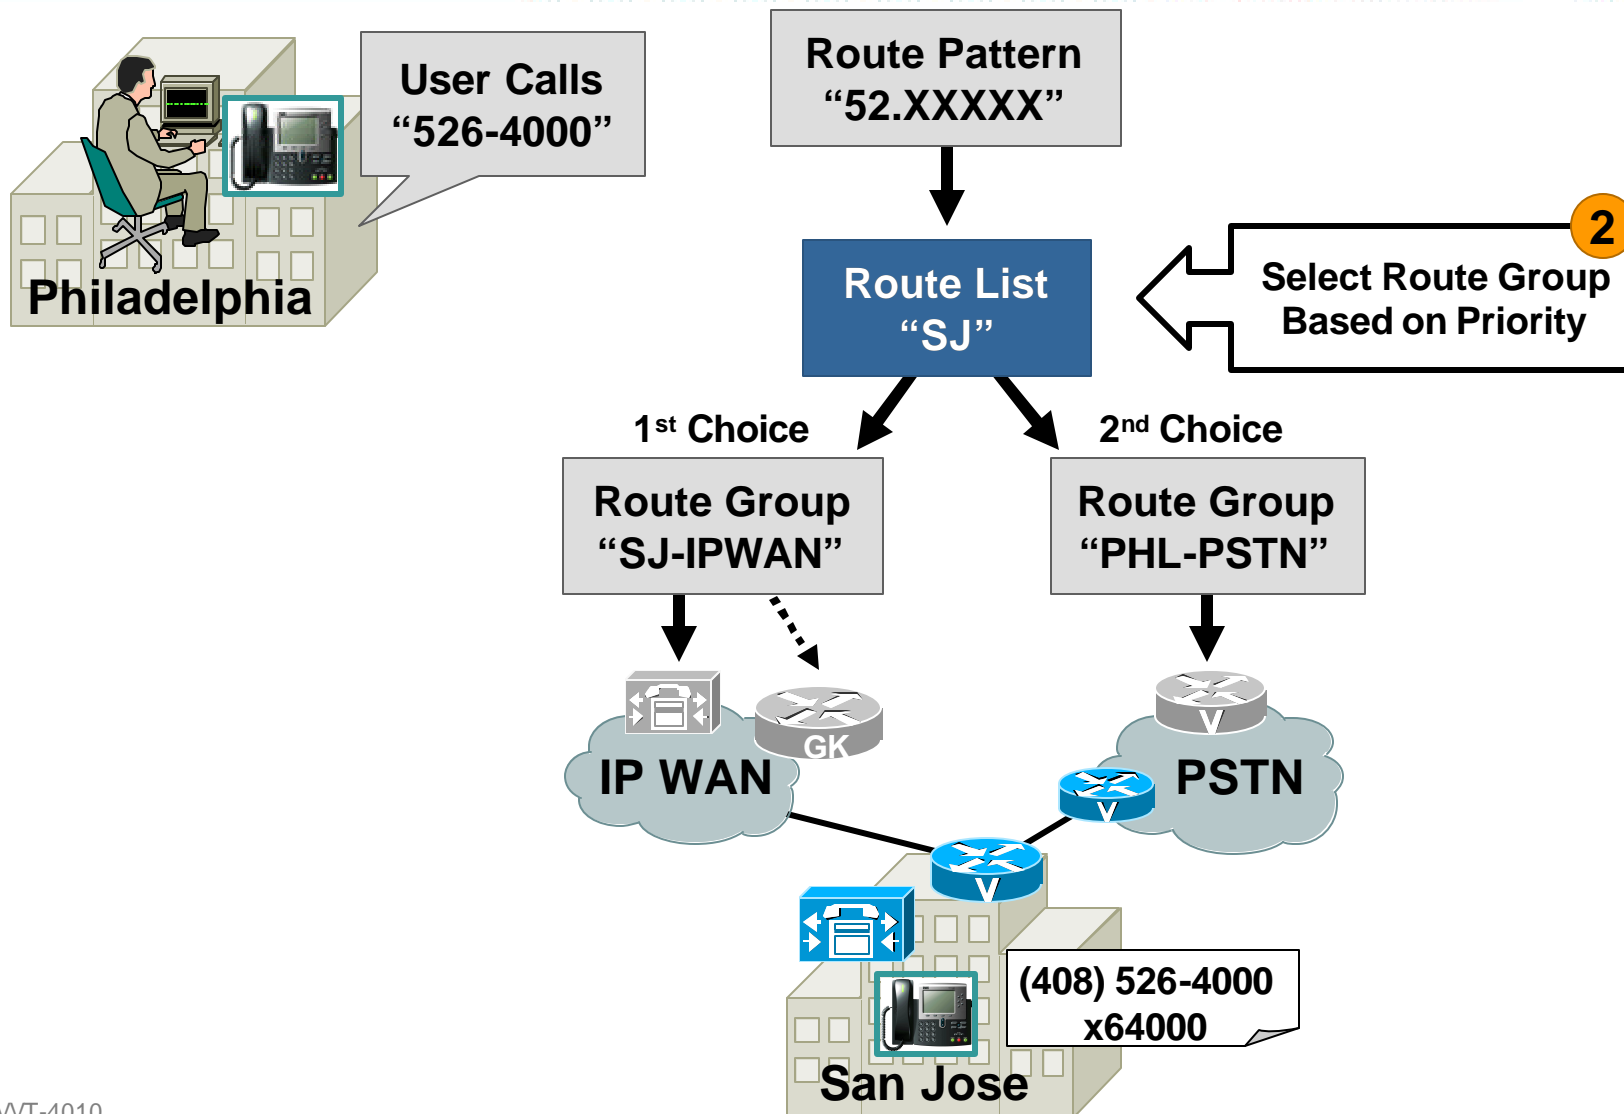 User Calls
“526-4000”
Philadelphia
Route Pattern
“52.XXXXX”
2
Select Route Group
Based on Priority
Route List
“SJ”
1st Choice
2nd Choice
Route Group
“SJ-IPWAN”
Route Group
“PHL-PSTN”
GK
V
IP WAN
PSTN
V
V
(408) 526-4000
x64000
San Jose
VVT-4010